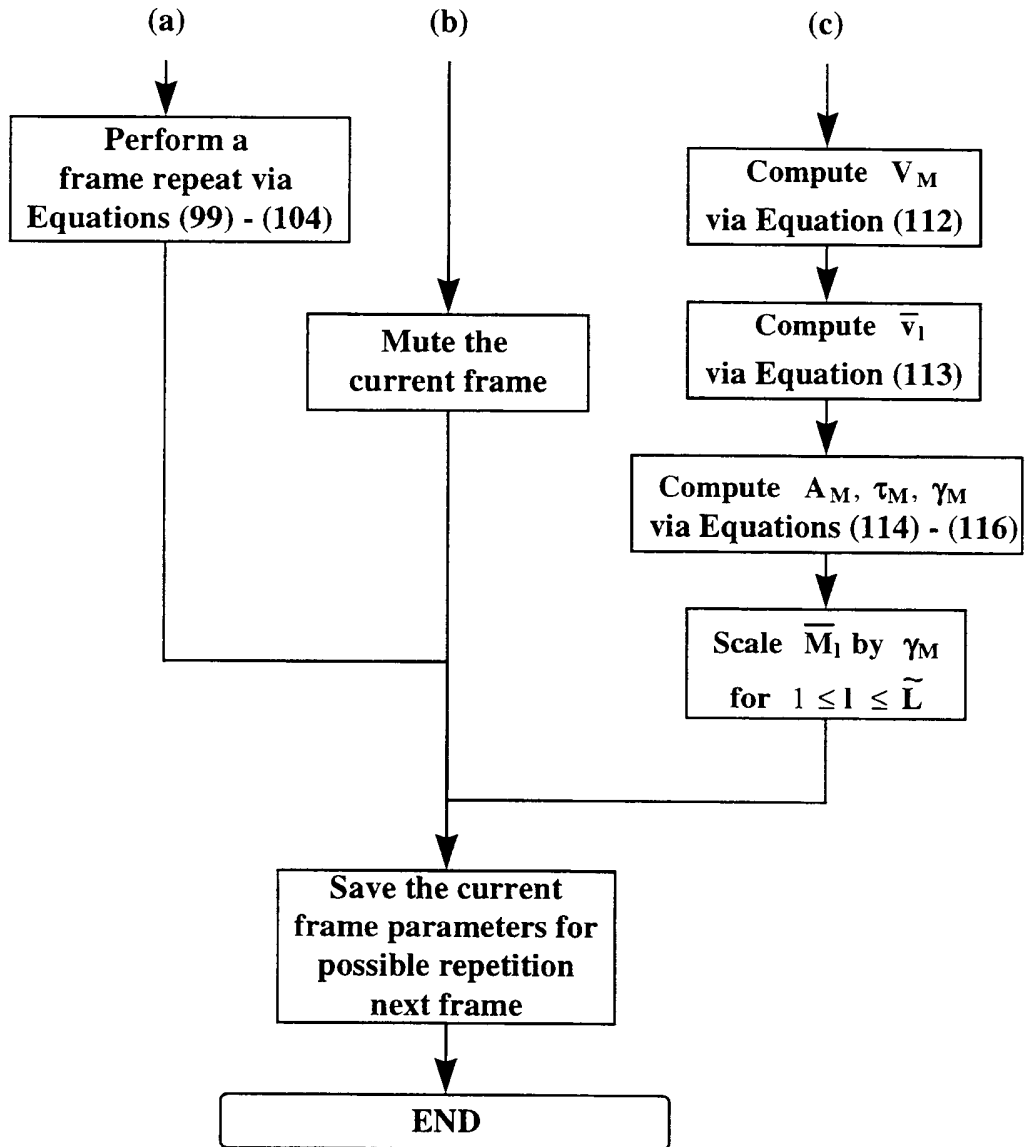 (a)
(b)
(c)
Perform a
frame repeat via
Equations (99) - (104)
Mute the
current frame
Compute V_M
via Equation (112)
Compute v̅_l
via Equation (113)
Compute A_M, τ_M, γ_M
via Equations (114) - (116)
Scale M̅_l by γ_M
for 1 ≤ l ≤ L̃
Save the current
frame parameters for
possible repetition
next frame
END